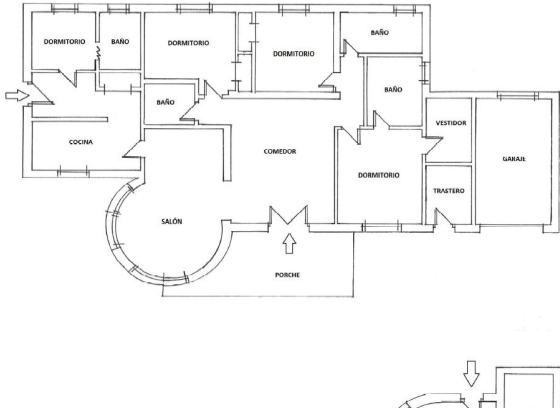 BAÑO
DORMITORIO
BAÑO
DORMITORIO
DORMITORIO
BAÑO
BAÑO
VESTIDOR
COCINA
COMEDOR
GARAJE
DORMITORIO
TRASTERO
SALÓN
PORCHE